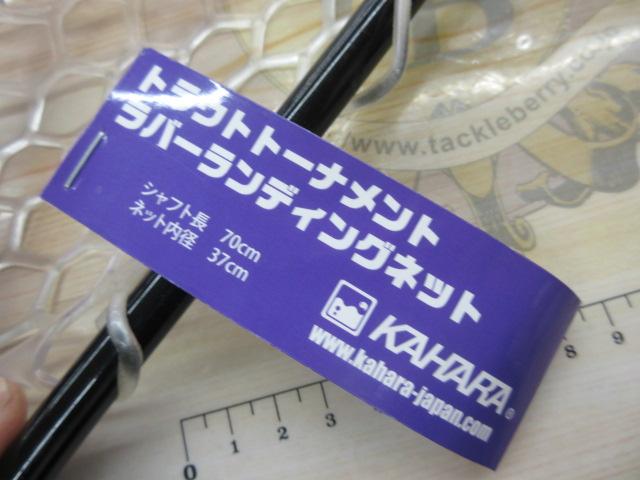 トラウトトーナメント
ラバーランディングネット
シャフト長 70cm
ネット内径 37cm
KAHARA®
www.kahara-japan.com
www.tackleberry.co.jp
0 1 2 3
8 9